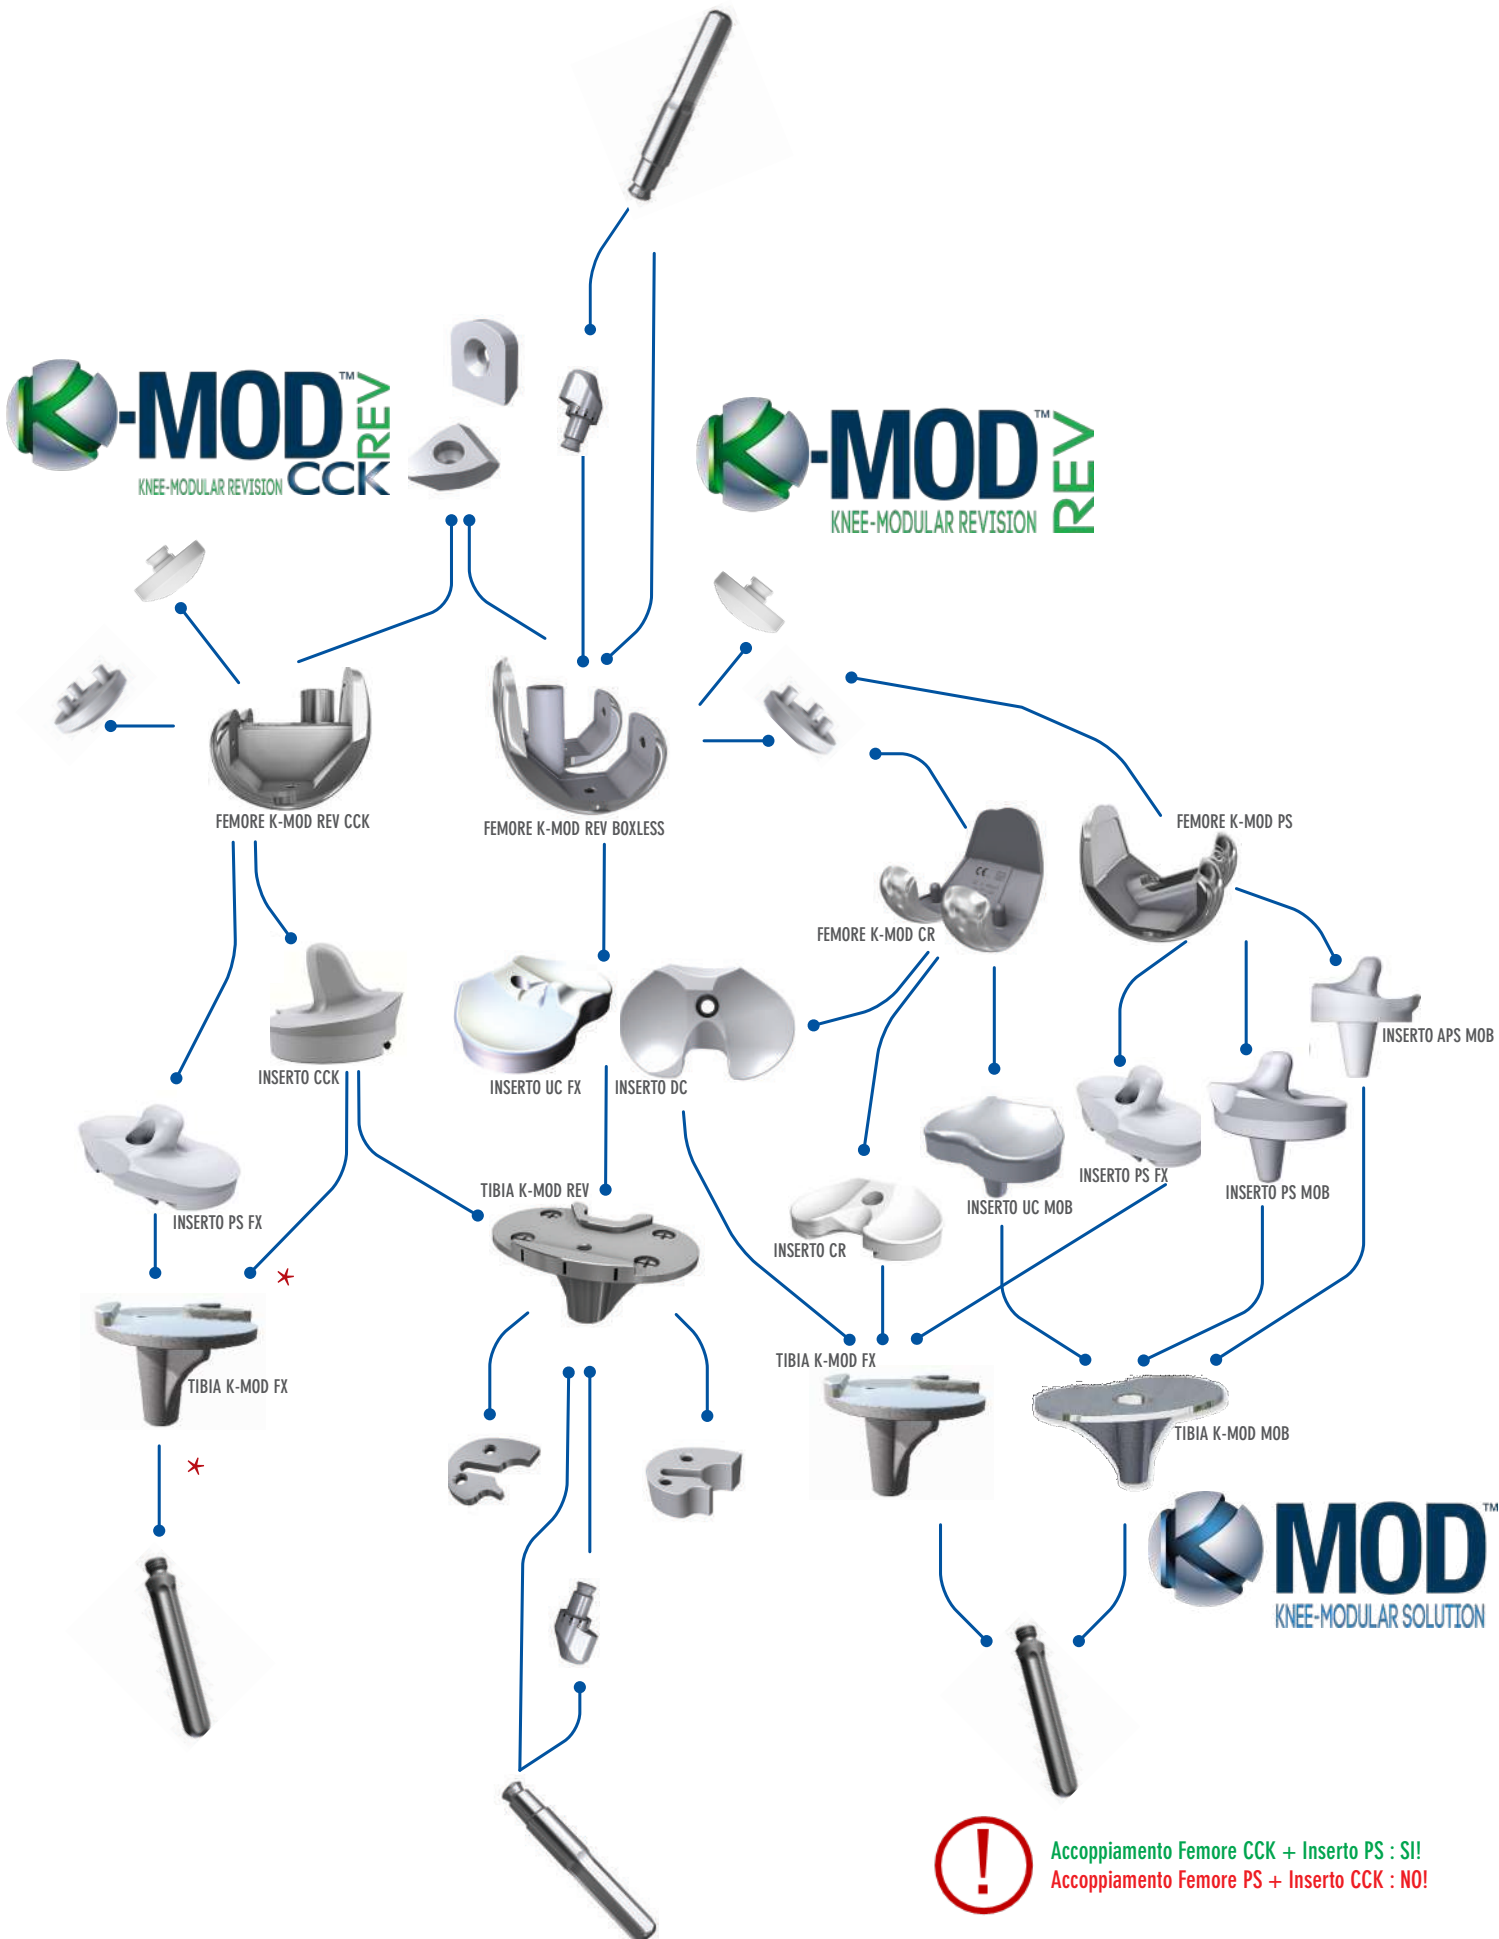 K-MOD™ REV
KNEE-MODULAR REVISION CCK
K-MOD™ REV
KNEE-MODULAR REVISION
FEMORE K-MOD REV CCK
FEMORE K-MOD REV BOXLESS
FEMORE K-MOD PS
FEMORE K-MOD CR
INSERTO APS MOB
INSERTO CCK
INSERTO UC FX
INSERTO DC
INSERTO PS FX
INSERTO PS MOB
TIBIA K-MOD REV
INSERTO UC MOB
INSERTO PS FX
INSERTO CR
TIBIA K-MOD FX
TIBIA K-MOD FX
TIBIA K-MOD MOB
K MOD™
KNEE-MODULAR SOLUTION
Accoppiamento Femore CCK + Inserto PS : SI!
Accoppiamento Femore PS + Inserto CCK : NO!